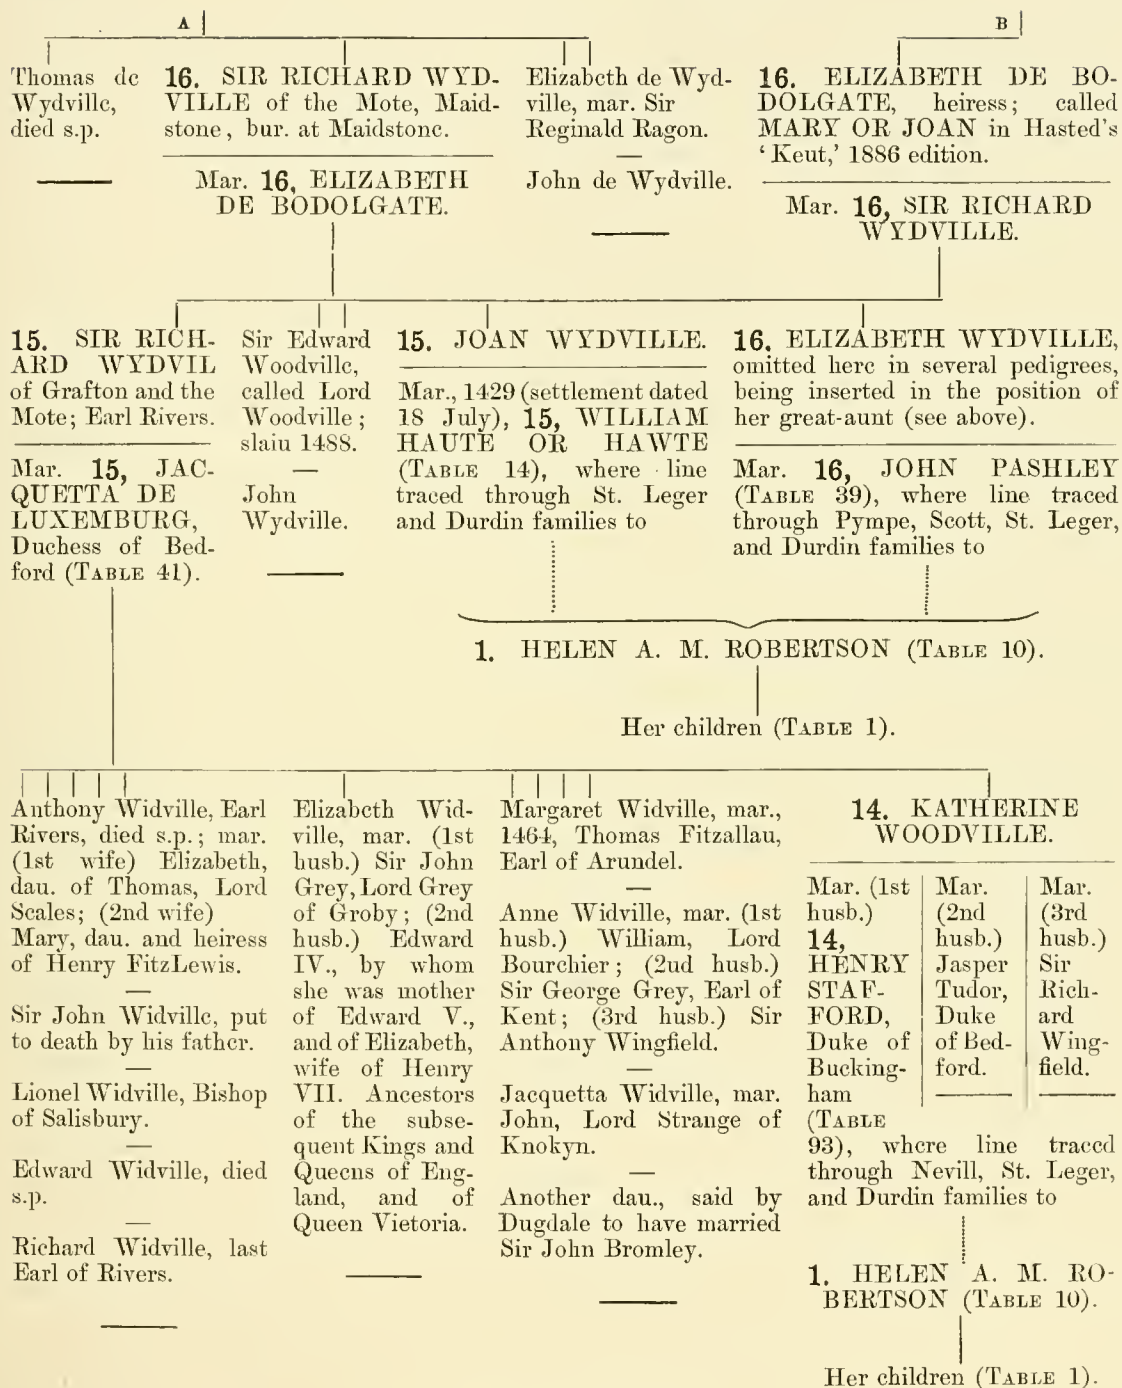 A
B
Thomas de
Wydville,
died s.p.
16. SIR RICHARD WYD-
VILLE of the Mote, Maid-
stone, bur. at Maidstone.
Mar. 16, ELIZABETH
DE BODOLGATE.
Elizabeth de Wyd-
ville, mar. Sir
Reginald Ragon.
—
John de Wydville.
16. ELIZABETH DE BO-
DOLGATE, heiress; called
MARY OR JOAN in Hasted's
‘Keut,’ 1886 edition.
Mar. 16, SIR RICHARD
WYDVILLE.
15. SIR RICH-
ARD WYDVIL
of Grafton and the
Mote; Earl Rivers.
Mar. 15, JAC-
QUETTA DE
LUXEMBURG,
Duchess of Bed-
ford (TABLE 41).
Sir Edward
Woodville,
called Lord
Woodville;
slaiu 1488.
—
John
Wydville.
15. JOAN WYDVILLE.
Mar., 1429 (settlement dated
18 July), 15, WILLIAM
HAUTE OR HAWTE
(TABLE 14), where line
traced through St. Leger
and Durdin families to
16. ELIZABETH WYDVILLE,
omitted here in several pedigrees,
being inserted in the position of
her great-aunt (see above).
Mar. 16, JOHN PASHLEY
(TABLE 39), where line traced
through Pympe, Scott, St. Leger,
and Durdin families to
1. HELEN A. M. ROBERTSON (TABLE 10).
Her children (TABLE 1).
Anthony Widville, Earl
Rivers, died s.p.; mar.
(1st wife) Elizabeth,
dau. of Thomas, Lord
Scales; (2nd wife)
Mary, dau. and heiress
of Henry FitzLewis.
—
Sir John Widville, put
to death by his father.
—
Lionel Widville, Bishop
of Salisbury.
—
Edward Widville, died
s.p.
—
Richard Widville, last
Earl of Rivers.
Elizabeth Wid-
ville, mar. (1st
husb.) Sir John
Grey, Lord Grey
of Groby; (2nd
husb.) Edward
IV., by whom
she was mother
of Edward V.,
and of Elizabeth,
wife of Henry
VII. Ancestors
of the subse-
quent Kings and
Queens of Eng-
land, and of
Queen Victoria.
Margaret Widville, mar.,
1464, Thomas Fitzallau,
Earl of Arundel.
—
Anne Widville, mar. (1st
husb.) William, Lord
Bourchier; (2ud husb.)
Sir George Grey, Earl of
Kent; (3rd husb.) Sir
Anthony Wingfield.
—
Jacquetta Widville, mar.
John, Lord Strange of
Knokyn.
—
Another dau., said by
Dugdale to have married
Sir John Bromley.
14. KATHERINE
WOODVILLE.
Mar. (1st
husb.)
14,
HENRY
STAF-
FORD,
Duke of
Bucking-
ham
(TABLE
93), where line traced
through Nevill, St. Leger,
and Durdin families to
Mar.
(2nd
husb.)
Jasper
Tudor,
Duke
of Bed-
ford.
Mar.
(3rd
husb.)
Sir
Rich-
ard
Wing-
field.
1. HELEN A. M. RO-
BERTSON (TABLE 10).
Her children (TABLE 1).